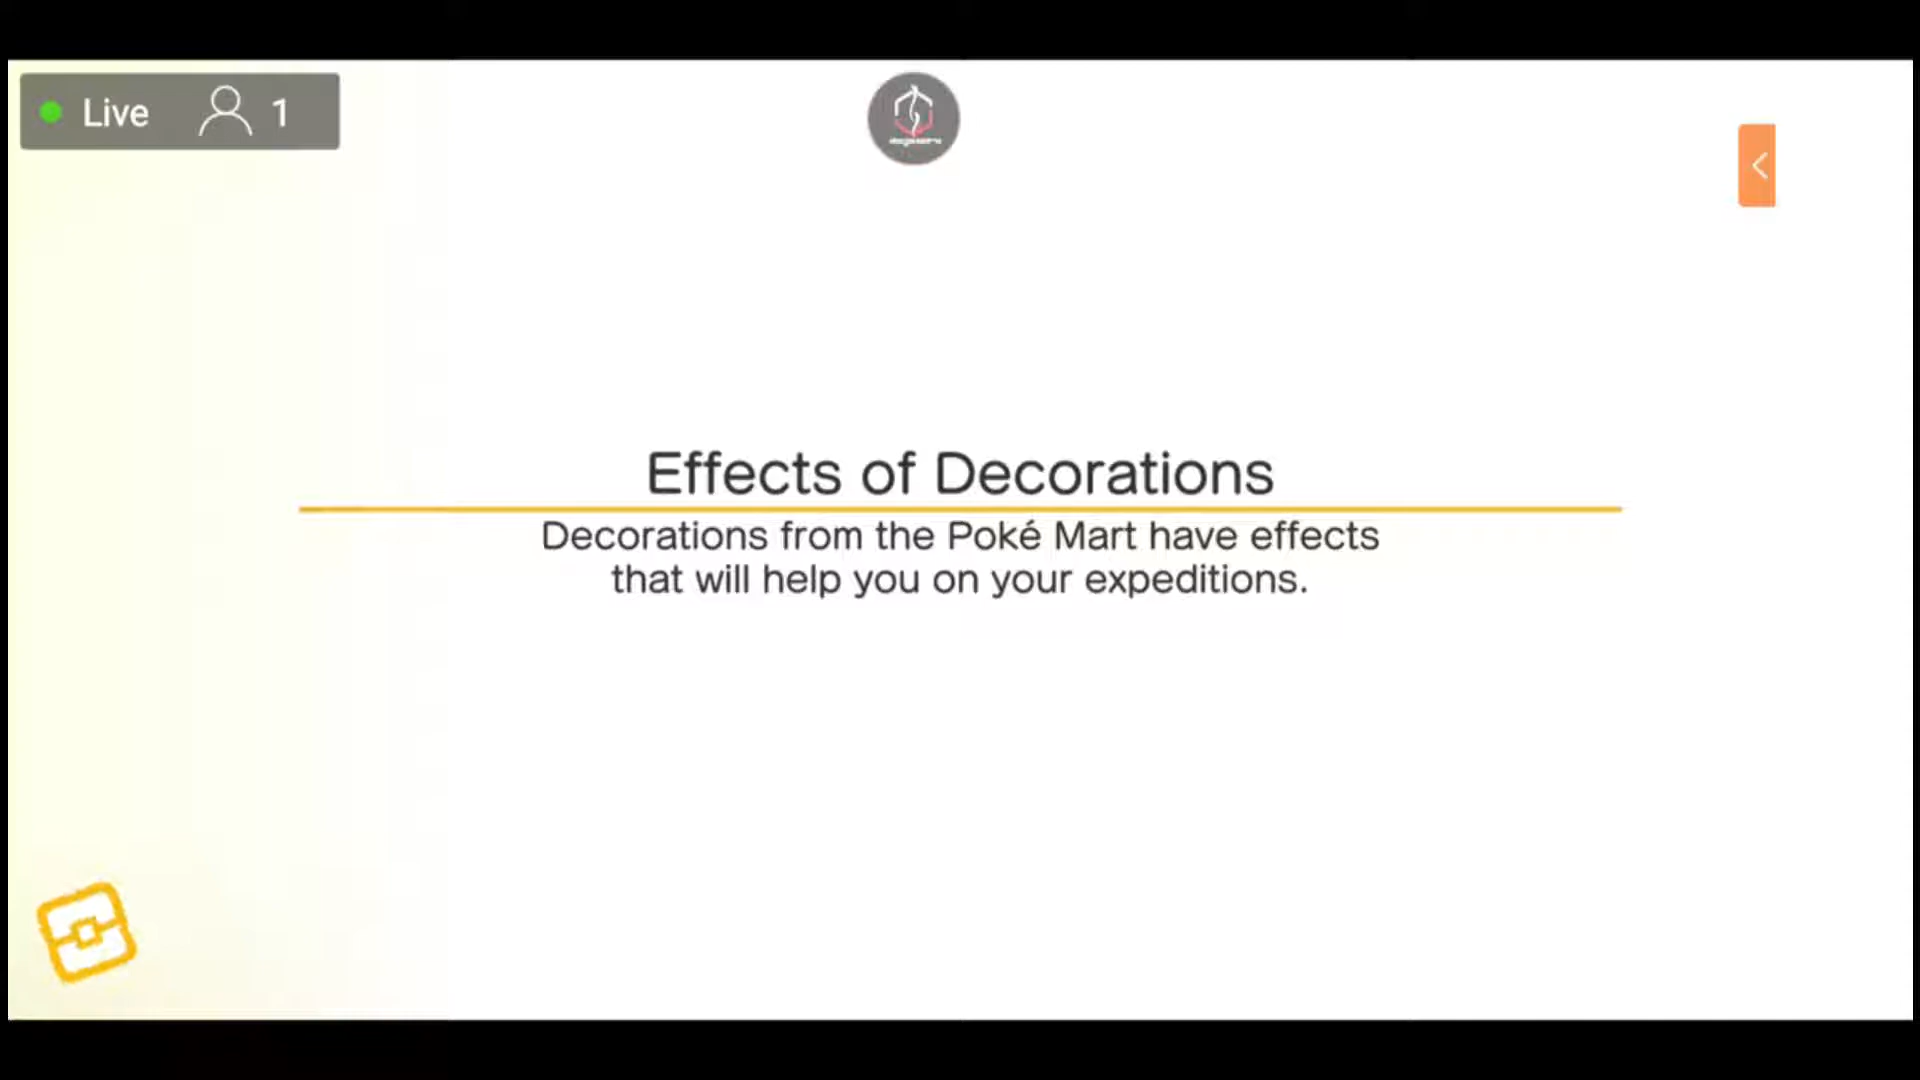 Live 1
Effects of Decorations
Decorations from the Poké Mart have effects
that will help you on your expeditions.